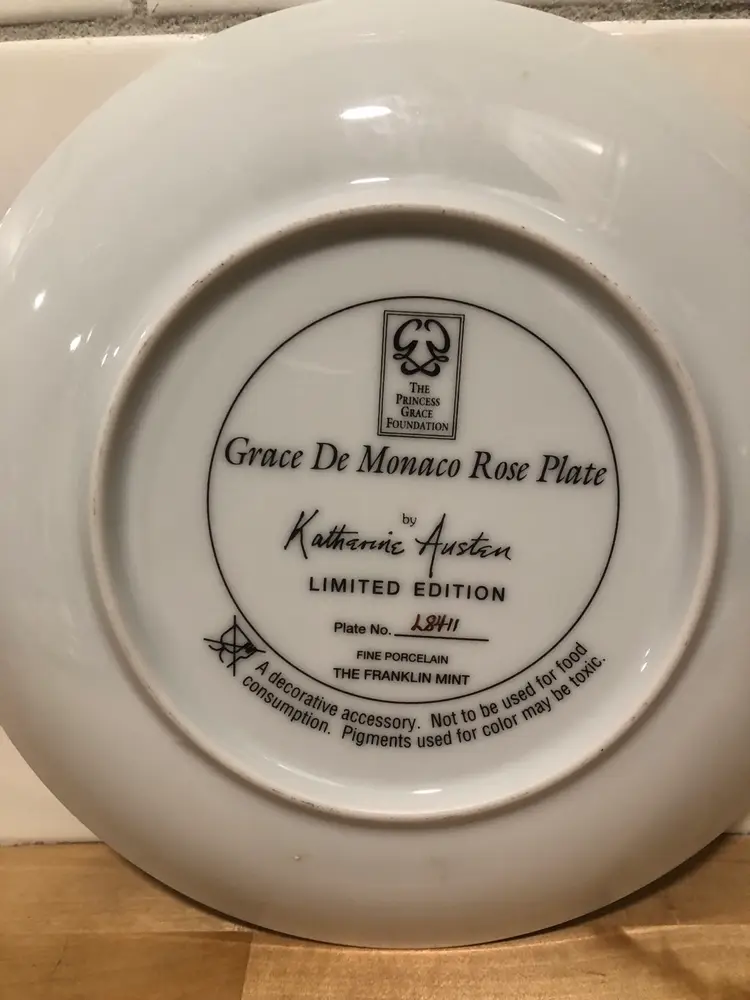 THE
PRINCESS
GRACE
FOUNDATION
Grace De Monaco Rose Plate
by
Katharine Austen
LIMITED EDITION
Plate No. L8411
FINE PORCELAIN
THE FRANKLIN MINT
A decorative accessory. Not to be used for food
consumption. Pigments used for color may be toxic.